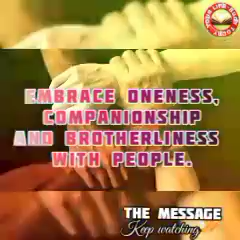 EMBRACE ONENESS,
COMPANIONSHIP
AND BROTHERLINESS
WITH PEOPLE.
THE MESSAGE
Keep watching